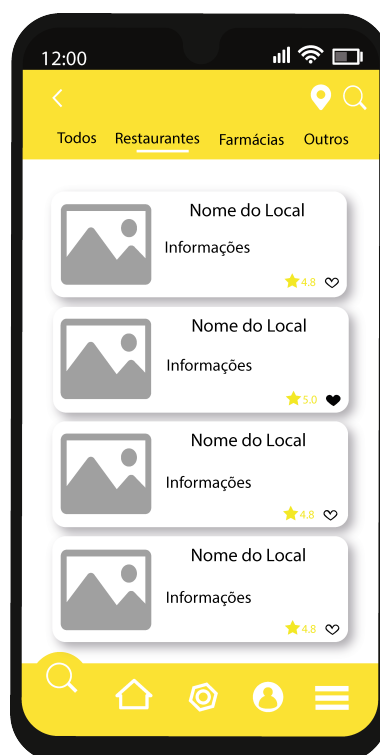 12:00
Todos Restaurantes Farmácias Outros
Nome do Local
Informações
4.8
Nome do Local
Informações
5.0
Nome do Local
Informações
4.8
Nome do Local
Informações
4.8